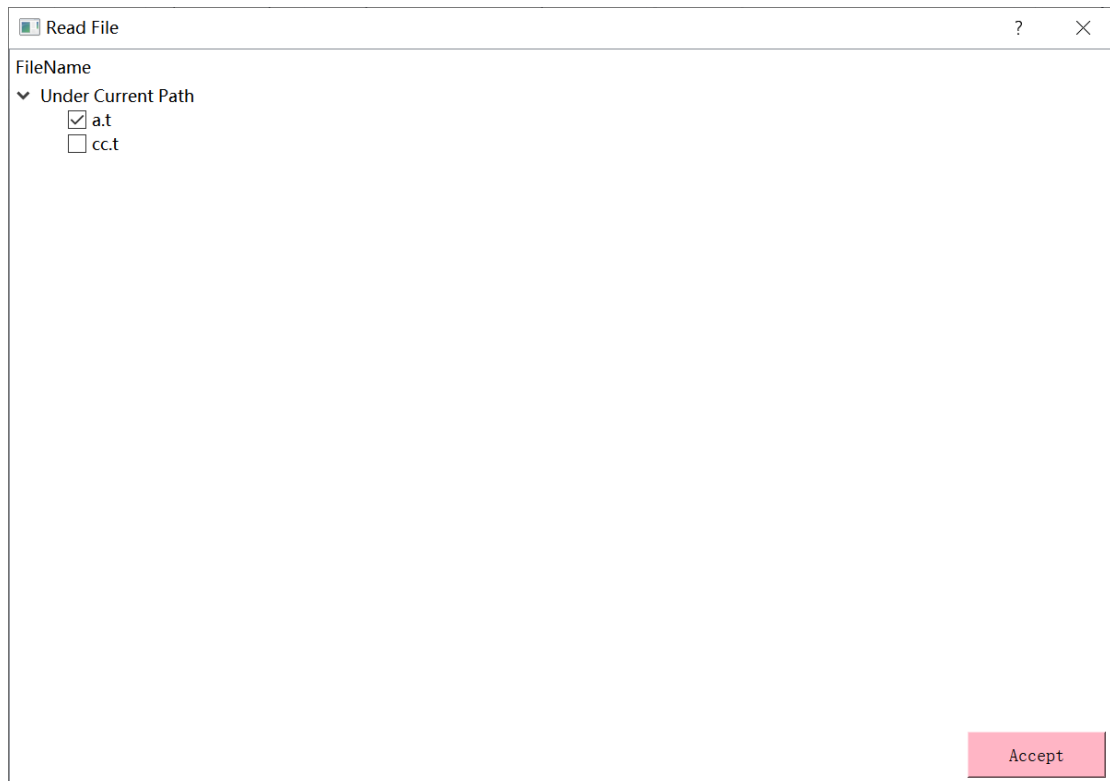 Read File
FileName
Under Current Path
a.t
cc.t
Accept